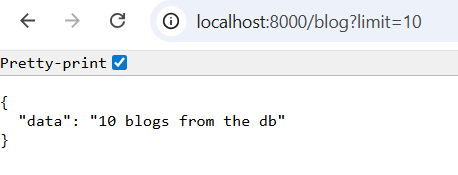 localhost:8000/blog?limit=10
Pretty-print
{
  "data": "10 blogs from the db"
}